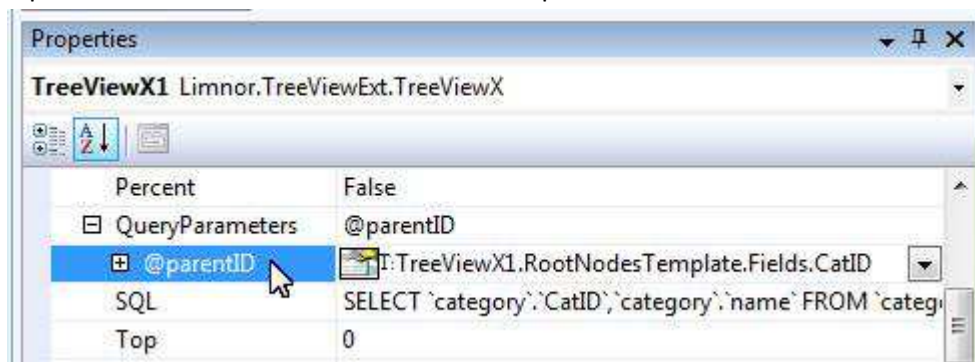 Properties
TreeViewX1 Limnor.TreeViewExt.TreeViewX
Percent False
QueryParameters @parentID
@parentID :TreeViewX1.RootNodesTemplate.Fields.CatID
SQL SELECT `category`.`CatID`,`category`.`name` FROM `catego
Top 0